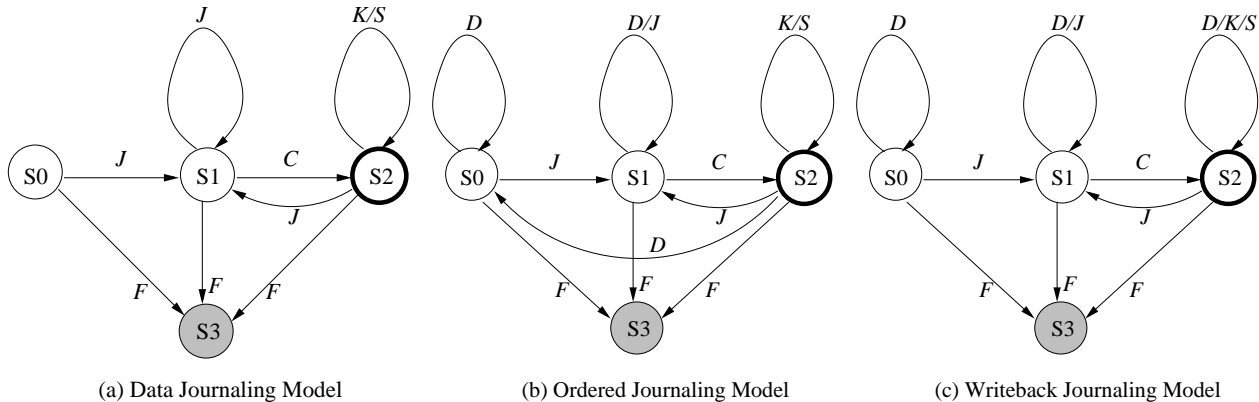 J
K/S
S0
J
S1
C
S2
J
F
F
F
S3
(a) Data Journaling Model
D
D/J
K/S
S0
J
S1
C
S2
J
D
F
F
F
S3
(b) Ordered Journaling Model
D
D/J
D/K/S
S0
J
S1
C
S2
J
F
F
F
S3
(c) Writeback Journaling Model